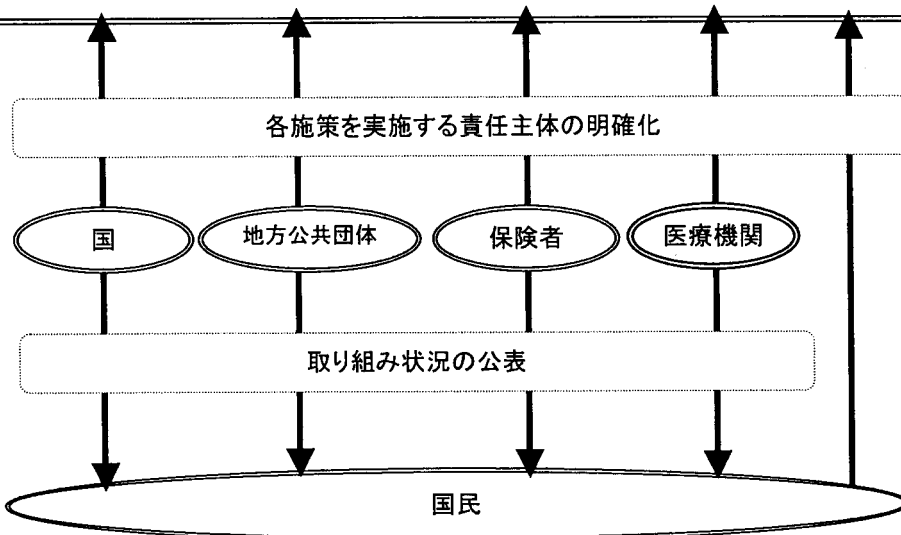 各施策を実施する責任主体の明確化
国
地方公共団体
保険者
医療機関
取り組み状況の公表
国民